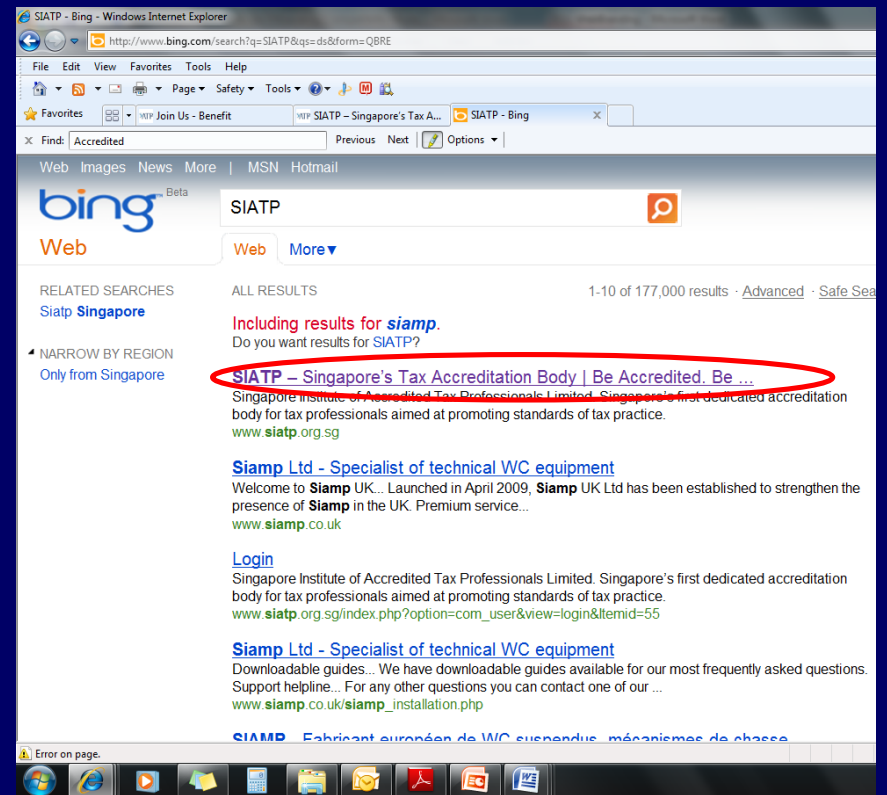 SIATP - Bing - Windows Internet Explorer
http://www.bing.com/search?q=SIATP&qs=ds&form=QBRE
File Edit View Favorites Tools Help
Page Safety Tools
Favorites Join Us - Benefit SIATP – Singapore's Tax A... SIATP - Bing x
x Find: Accredited Previous Next Options
Web Images News More | MSN Hotmail
bing Beta
SIATP
Web
Web More
RELATED SEARCHES
Siatp Singapore
NARROW BY REGION
Only from Singapore
ALL RESULTS 1-10 of 177,000 results · Advanced · Safe Sea
Including results for siamp.
Do you want results for SIATP?
SIATP – Singapore's Tax Accreditation Body | Be Accredited. Be ...
Singapore Institute of Accredited Tax Professionals Limited. Singapore's first dedicated accreditation
body for tax professionals aimed at promoting standards of tax practice.
www.siatp.org.sg
Siamp Ltd - Specialist of technical WC equipment
Welcome to Siamp UK... Launched in April 2009, Siamp UK Ltd has been established to strengthen the
presence of Siamp in the UK. Premium service...
www.siamp.co.uk
Login
Singapore Institute of Accredited Tax Professionals Limited. Singapore's first dedicated accreditation
body for tax professionals aimed at promoting standards of tax practice.
www.siatp.org.sg/index.php?option=com_user&view=login&Itemid=55
Siamp Ltd - Specialist of technical WC equipment
Downloadable guides... We have downloadable guides available for our most frequently asked questions.
Support helpline... For any other questions you can contact one of our ...
www.siamp.co.uk/siamp_installation.php
SIAMP - Fabricant européen de WC suspendus, mécanismes de chasse
Error on page.